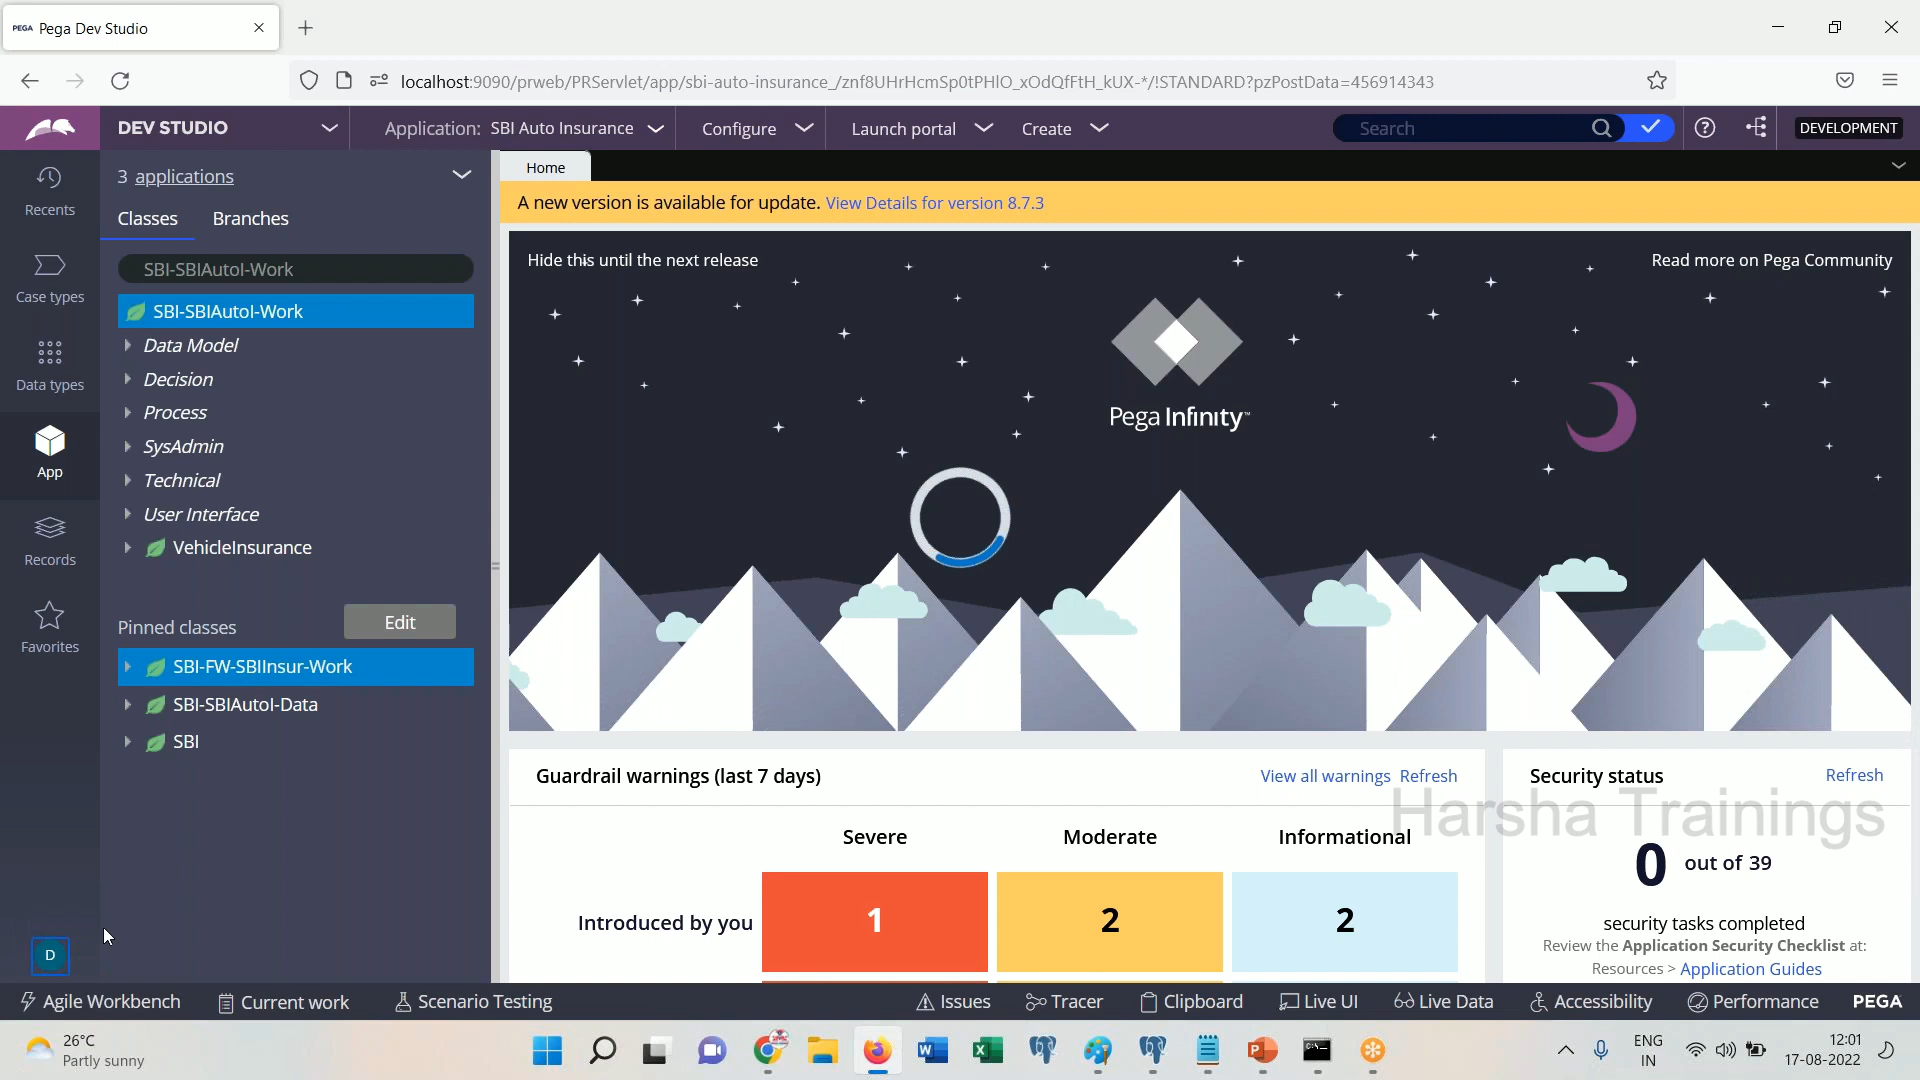 PEGA Pega Dev Studio
localhost:9090/prweb/PRServlet/app/sbi-auto-insurance_/znf8UHrHcmSp0tPHlO_xOdQfFtH_kUX-*/!STANDARD?pzPostData=456914343
DEV STUDIO
Application: SBI Auto Insurance
Configure
Launch portal
Create
Search
DEVELOPMENT
Recents
Case types
Data types
App
Records
Favorites
D
3 applications
Classes
Branches
SBI-SBIAutoI-Work
SBI-SBIAutoI-Work
Data Model
Decision
Process
SysAdmin
Technical
User Interface
VehicleInsurance
Pinned classes
Edit
SBI-FW-SBIInsur-Work
SBI-SBIAutoI-Data
SBI
Home
A new version is available for update. View Details for version 8.7.3
Hide this until the next release
Read more on Pega Community
Pega Infinity™
Guardrail warnings (last 7 days)
View all warnings Refresh
Severe Moderate Informational
Introduced by you 1 2 2
Security status
Refresh
Harsha Trainings
0 out of 39
security tasks completed
Review the Application Security Checklist at:
Resources > Application Guides
Agile Workbench
Current work
Scenario Testing
Issues
Tracer
Clipboard
Live UI
Live Data
Accessibility
Performance
PEGA
26°C
Partly sunny
ENG
IN
12:01
17-08-2022